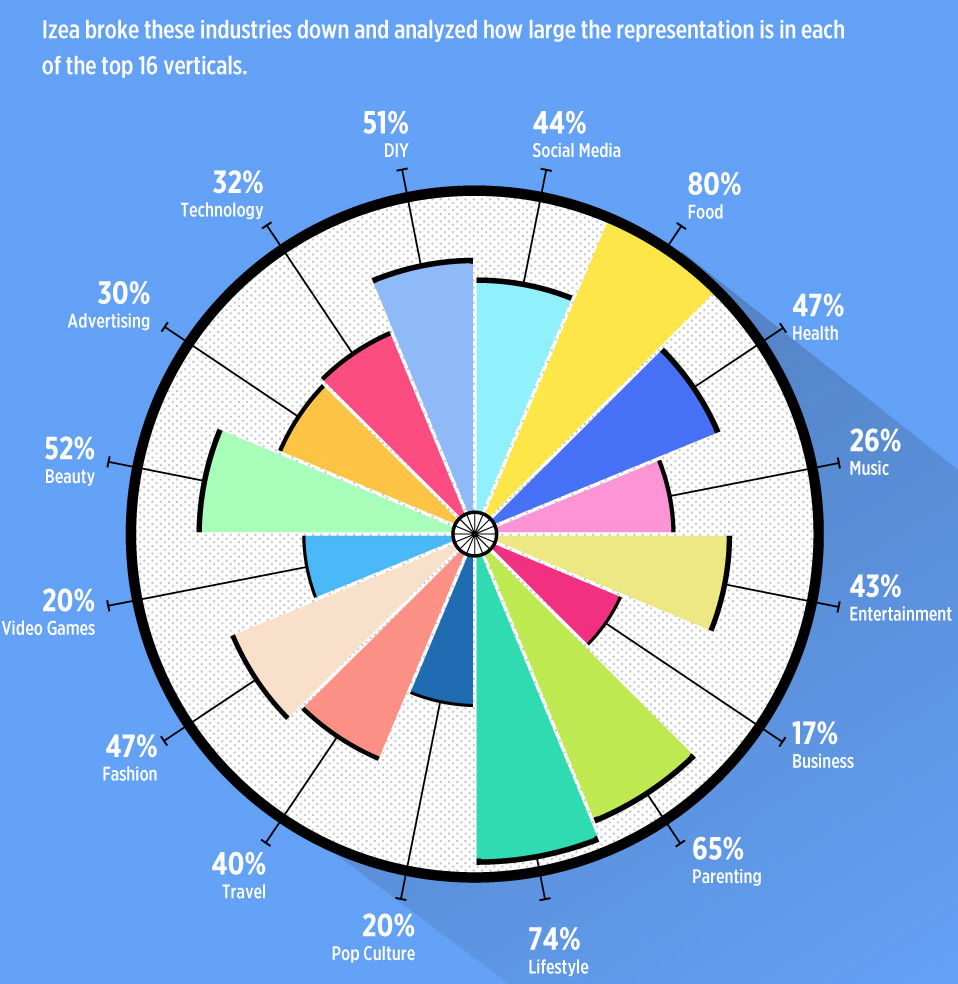 Izea broke these industries down and analyzed how large the representation is in each
of the top 16 verticals.
51%
DIY
44%
Social Media
32%
Technology
80%
Food
30%
Advertising
47%
Health
52%
Beauty
26%
Music
20%
Video Games
43%
Entertainment
47%
Fashion
17%
Business
40%
Travel
65%
Parenting
20%
Pop Culture
74%
Lifestyle